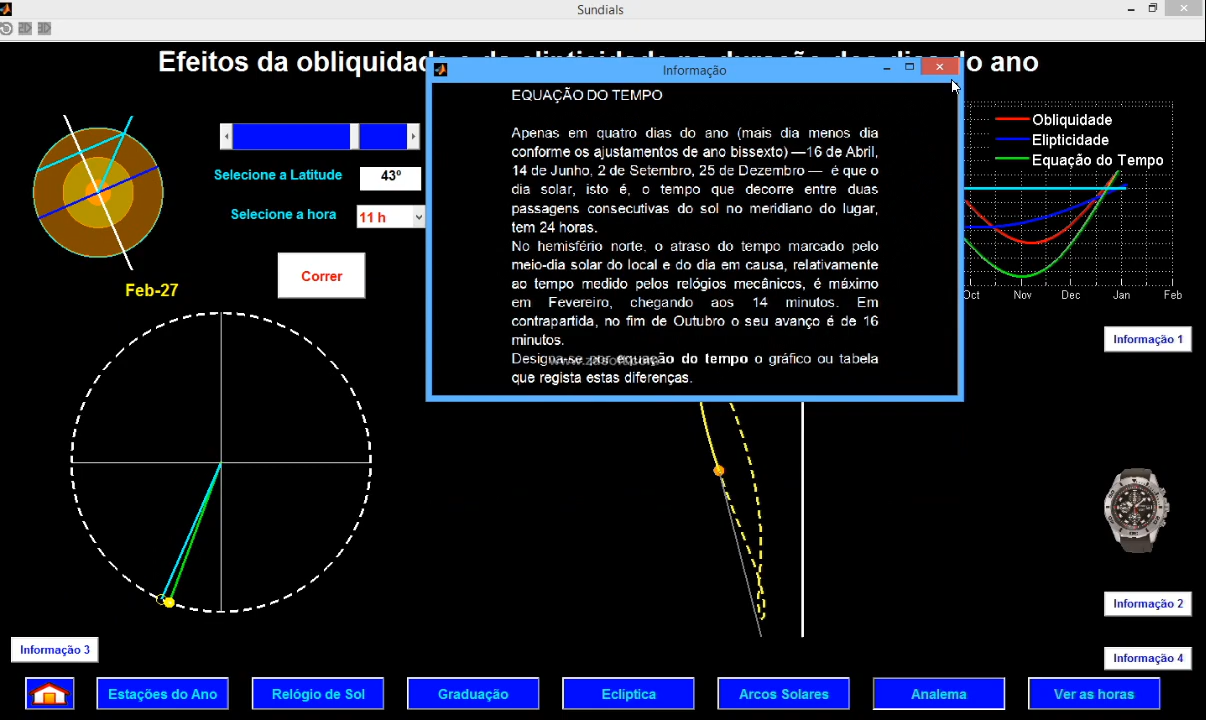 Sundials
Efeitos da obliquidade
o ano
Informação
EQUAÇÃO DO TEMPO
Apenas em quatro dias do ano (mais dia menos dia
conforme os ajustamentos de ano bissexto) —16 de Abril,
14 de Junho, 2 de Setembro, 25 de Dezembro — é que o
dia solar, isto é, o tempo que decorre entre duas
passagens consecutivas do sol no meridiano do lugar,
tem 24 horas.
No hemisfério norte, o atraso do tempo marcado pelo
meio-dia solar do local e do dia em causa, relativamente
ao tempo medido pelos relógios mecânicos, é máximo
em Fevereiro, chegando aos 14 minutos. Em
contrapartida, no fim de Outubro o seu avanço é de 16
minutos.
Designa-se por equação do tempo o gráfico ou tabela
que regista estas diferenças.
Selecione a Latitude
43º
Selecione a hora
11 h
Correr
Feb-27
Obliquidade
Elipticidade
Equação do Tempo
Oct Nov Dec Jan Feb
Informação 1
Informação 2
Informação 3
Informação 4
Estações do Ano
Relógio de Sol
Graduação
Ecliptica
Arcos Solares
Analema
Ver as horas